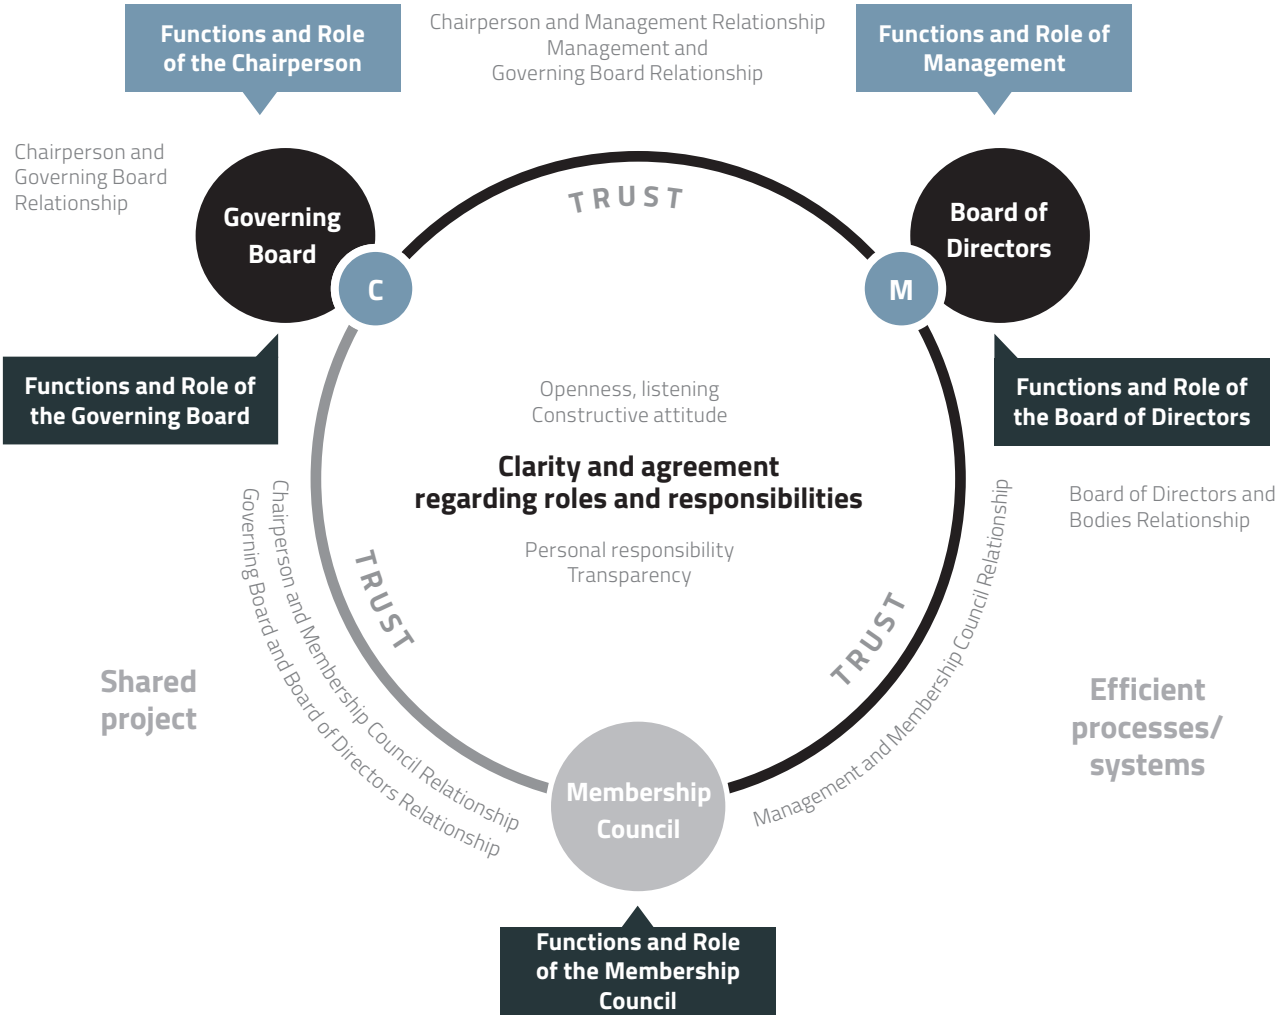 Functions and Role
of the Chairperson
Chairperson and Management Relationship
Management and
Governing Board Relationship
Functions and Role of
Management
Chairperson and
Governing Board
Relationship
Governing
Board
C
TRUST
M
Board of
Directors
Functions and Role of
the Governing Board
Functions and Role of
the Board of Directors
Openness, listening
Constructive attitude
Clarity and agreement
regarding roles and responsibilities
Personal responsibility
Transparency
Board of Directors and
Bodies Relationship
TRUST
Chairperson and Membership Council Relationship
Governing Board and Board of Directors Relationship
TRUST
Management and Membership Council Relationship
Shared
project
Efficient
processes/
systems
Membership
Council
Functions and Role
of the Membership
Council